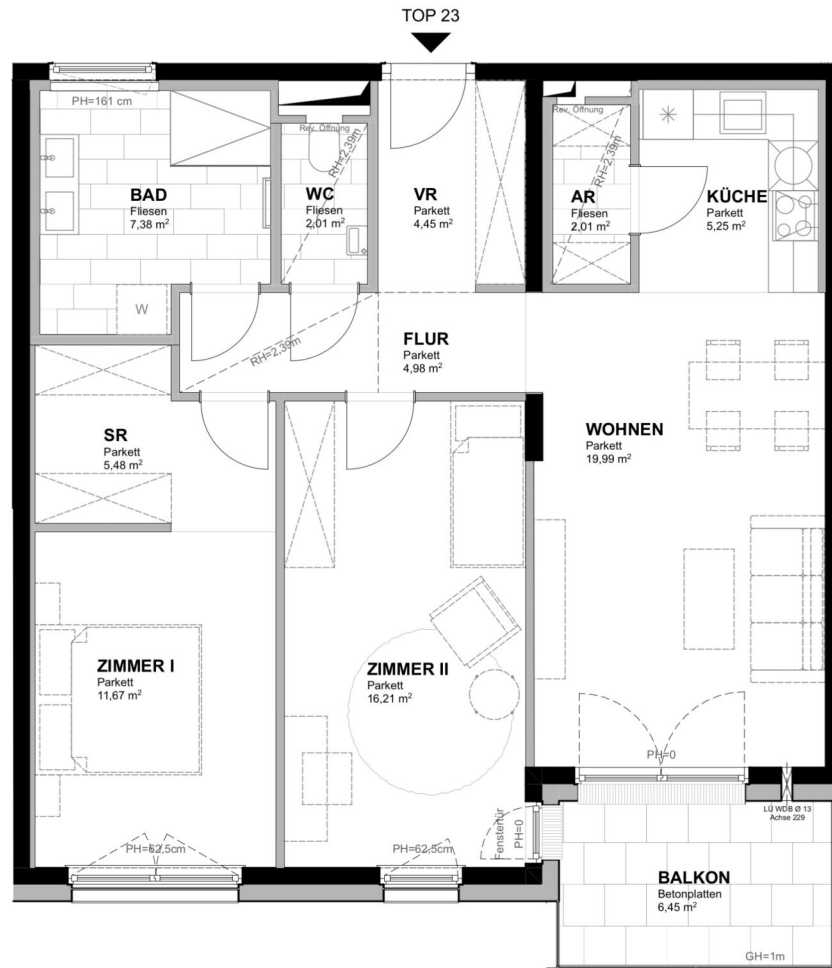 TOP 23
PH=161 cm
BAD
Fliesen
7,38 m²
W
Rev. Öffnung
RH=2,39m
WC
Fliesen
2,01 m²
VR
Parkett
4,45 m²
Rev. Öffnung
RH=2,39m
AR
Fliesen
2,01 m²
KÜCHE
Parkett
5,25 m²
FLUR
Parkett
4,98 m²
RH=2,39m
SR
Parkett
5,48 m²
WOHNEN
Parkett
19,99 m²
ZIMMER I
Parkett
11,67 m²
ZIMMER II
Parkett
16,21 m²
PH=0
PH=62,5cm
PH=62,5cm
Fenstertür
PH=0
LÜ WDB Ø 13
Achse 229
BALKON
Betonplatten
6,45 m²
GH=1m